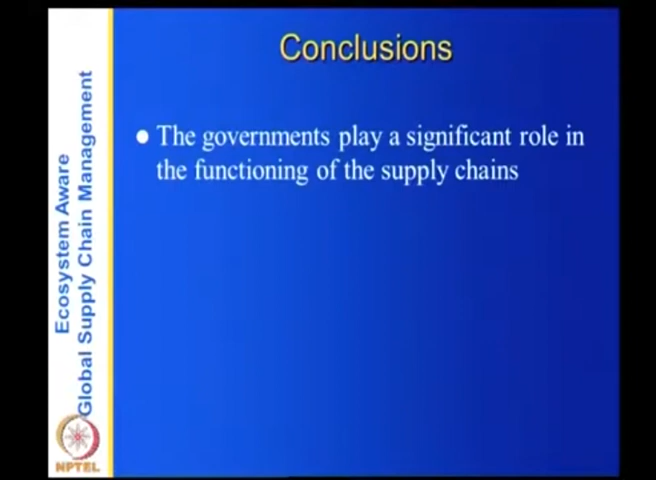 Conclusions
The governments play a significant role in
the functioning of the supply chains
Ecosystem Aware
Global Supply Chain Management
NPTEL